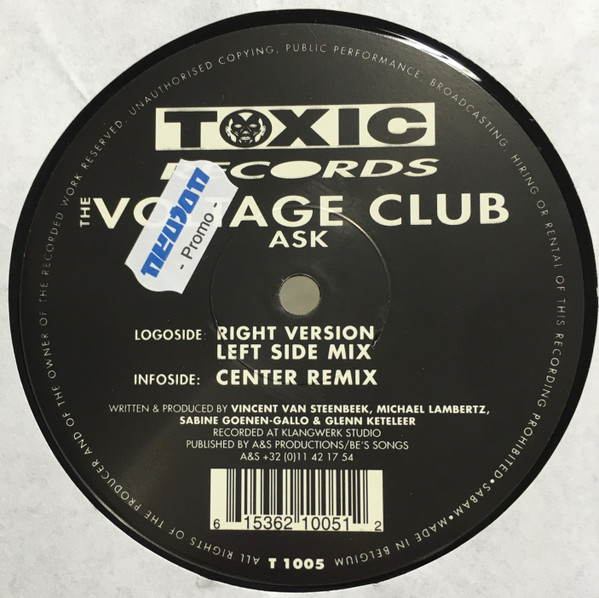 ALL RIGHTS OF THE PRODUCER AND OF THE OWNER OF THE RECORDED WORK RESERVED. UNAUTHORISED COPYING, PUBLIC PERFORMANCE, BROADCASTING, HIRING OR RENTAL OF THIS RECORDING PROHIBITED•SABAM•MADE IN BELGIUM
TOXIC
RECORDS
THE VOLTAGE CLUB
ASK
neuton
- Promo -
LOGOSIDE: RIGHT VERSION
LEFT SIDE MIX
INFOSIDE: CENTER REMIX
WRITTEN & PRODUCED BY VINCENT VAN STEENBEEK, MICHAEL LAMBERTZ,
SABINE GOENEN-GALLO & GLENN KETELEER
RECORDED AT KLANGWERK STUDIO
PUBLISHED BY A&S PRODUCTIONS/BE'S SONGS
A&S +32 (0)11 42 17 54
6 15362 10051 2
T 1005